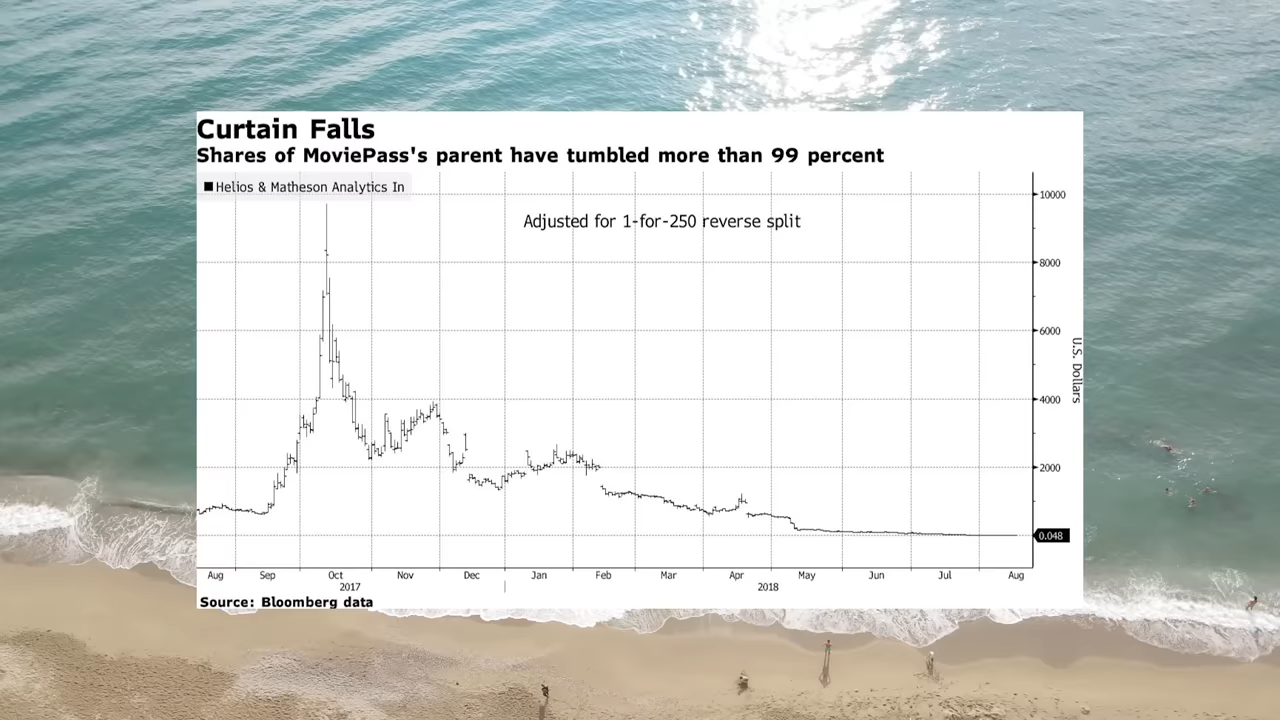 Curtain Falls
Shares of MoviePass's parent have tumbled more than 99 percent
Helios & Matheson Analytics In
Adjusted for 1-for-250 reverse split
10000
8000
6000
4000
2000
0.048
U.S. Dollars
Aug Sep Oct Nov Dec Jan Feb Mar Apr May Jun Jul Aug
2017 2018
Source: Bloomberg data